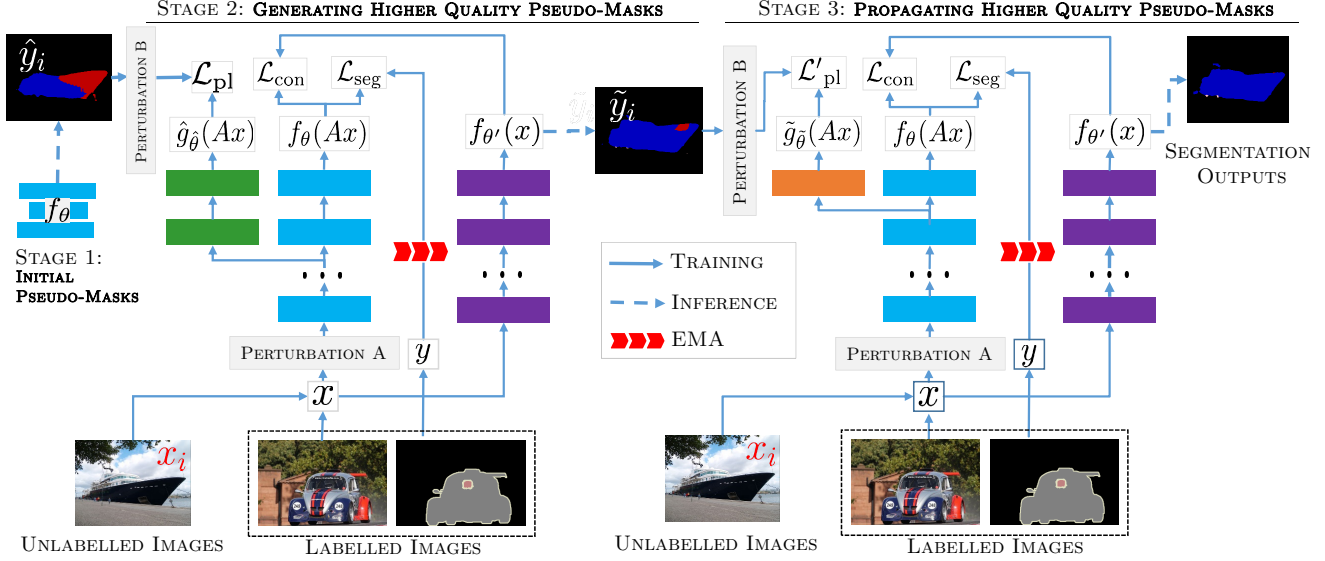 STAGE 2: GENERATING HIGHER QUALITY PSEUDO-MASKS
STAGE 3: PROPAGATING HIGHER QUALITY PSEUDO-MASKS
ŷ_i
PERTURBATION B
L_pl
L_con
L_seg
ĝ_θ̂(Ax)
f_θ(Ax)
f_θ′(x)
f_θ
STAGE 1:
INITIAL
PSEUDO-MASKS
• • •
• • •
PERTURBATION A
y
x
x_i
UNLABELLED IMAGES
LABELLED IMAGES
ỹ_i
PERTURBATION B
L′_pl
L_con
L_seg
g̃_θ̃(Ax)
f_θ(Ax)
f_θ′(x)
SEGMENTATION
OUTPUTS
TRAINING
INFERENCE
EMA
• • •
• • •
PERTURBATION A
y
x
x_i
UNLABELLED IMAGES
LABELLED IMAGES